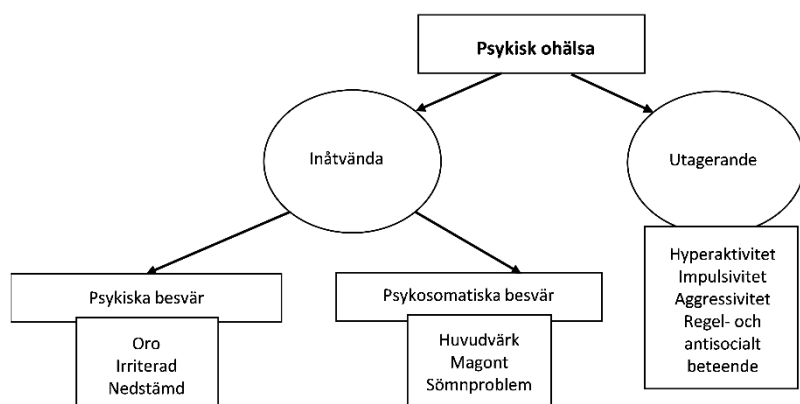 Psykisk ohälsa
Inåtvända
Utagerande
Psykiska besvär
Oro
Irriterad
Nedstämd
Psykosomatiska besvär
Huvudvärk
Magont
Sömnproblem
Hyperaktivitet
Impulsivitet
Aggressivitet
Regel- och
antisocialt
beteende